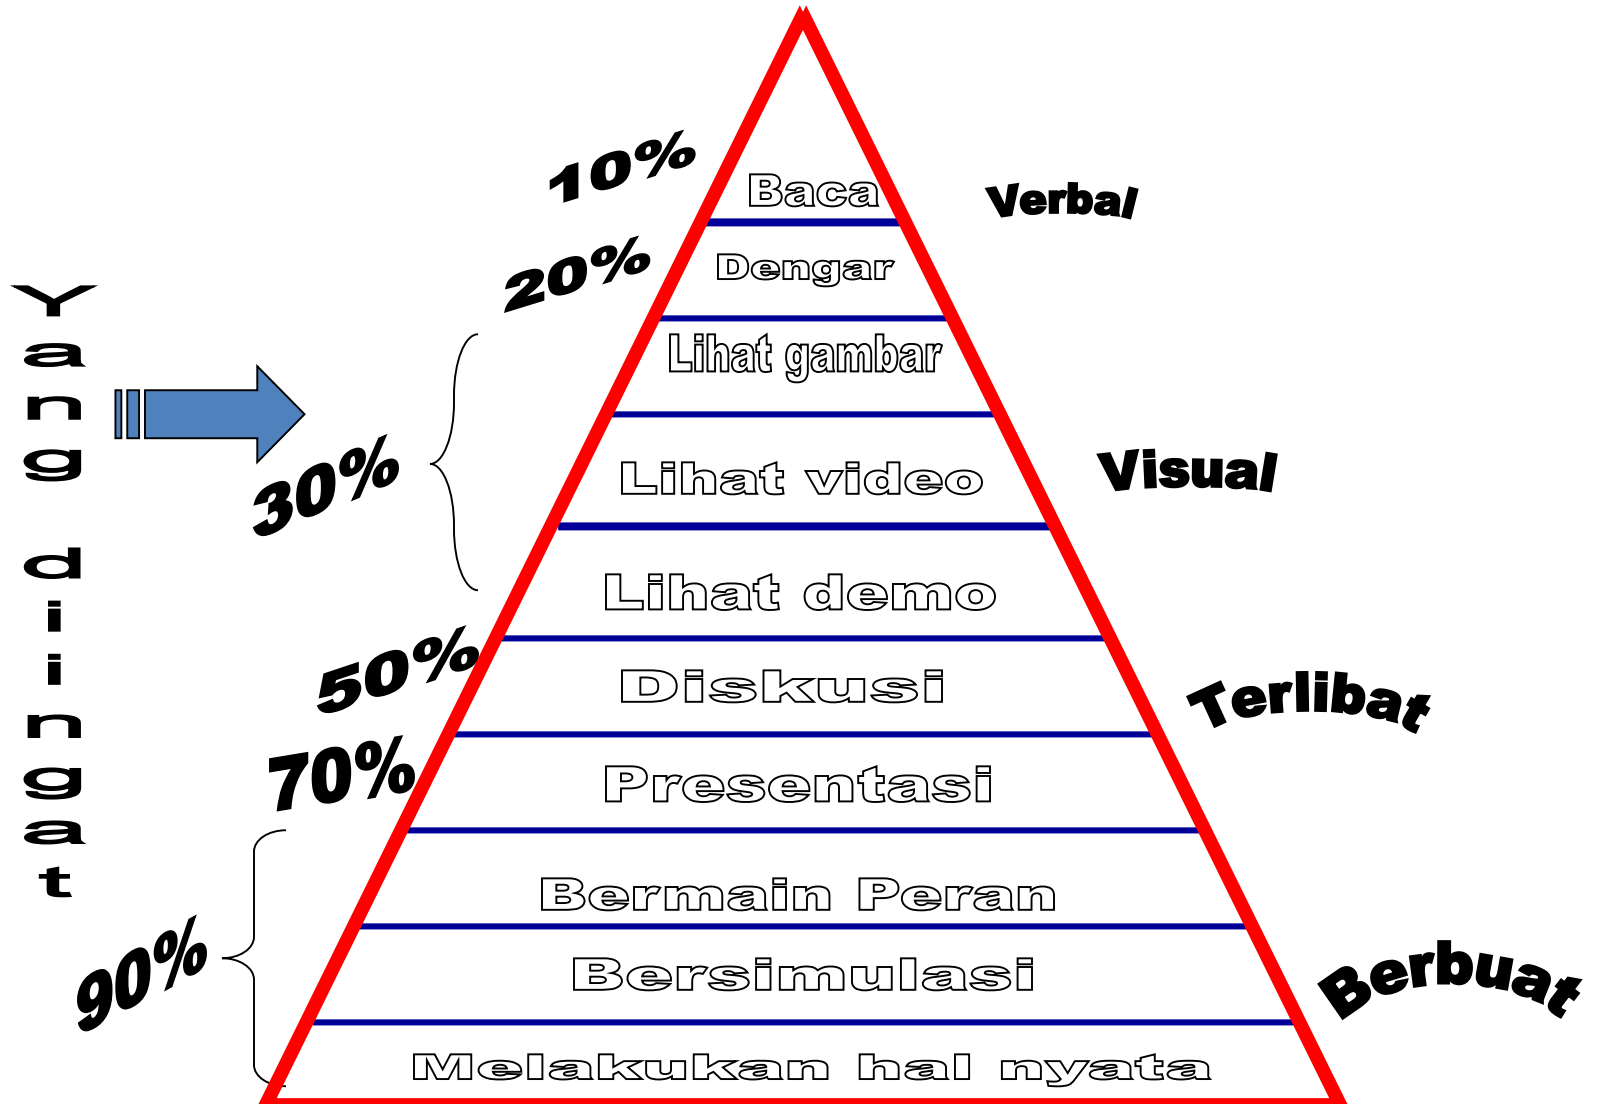 Yang diingat
10%
Baca
Verbal
20%
Dengar
30%
Lihat gambar
Lihat video
Visual
Lihat demo
50%
Diskusi
Terlibat
70%
Presentasi
90%
Bermain Peran
Bersimulasi
Berbuat
Melakukan hal nyata